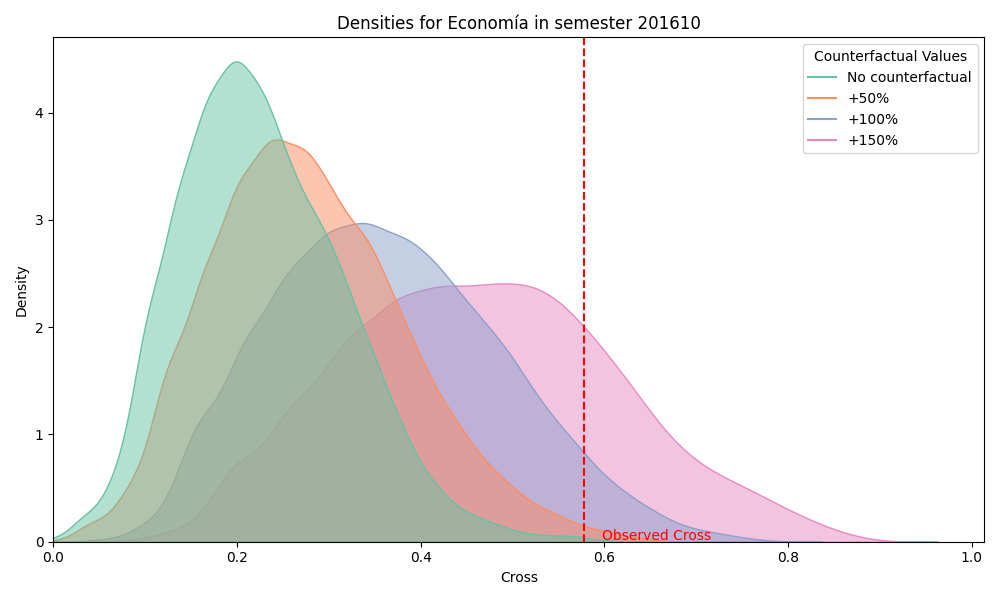 Densities for Economía in semester 201610
Counterfactual Values
No counterfactual
+50%
+100%
+150%
Density
4
3
2
1
0
Observed Cross
0.0 0.2 0.4 0.6 0.8 1.0
Cross